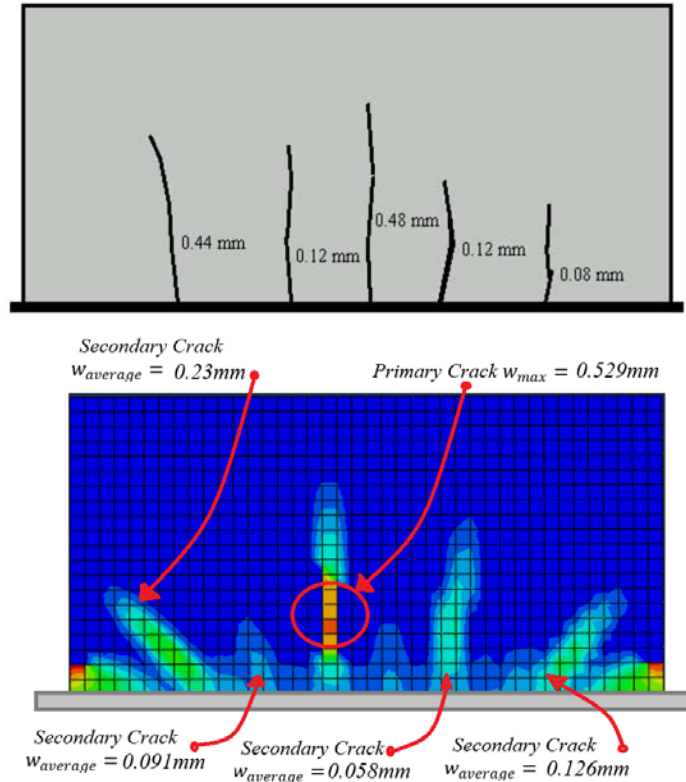 0.44 mm
0.12 mm
0.48 mm
0.12 mm
0.08 mm
Secondary Crack
w_average = 0.23mm
Primary Crack w_max = 0.529mm
Secondary Crack
w_average = 0.091mm
Secondary Crack
w_average = 0.058mm
Secondary Crack
w_average = 0.126mm